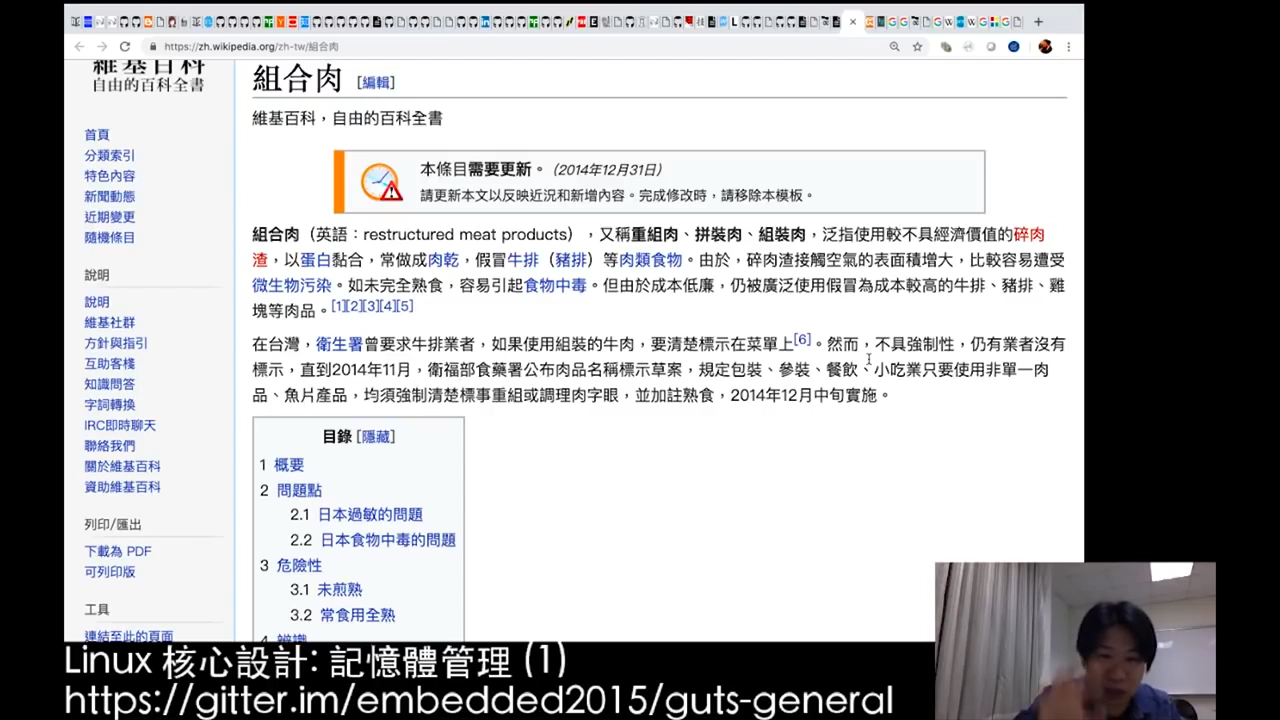 https://zh.wikipedia.org/zh-tw/組合肉
維基百科
自由的百科全書
首頁
分類索引
特色內容
新聞動態
近期變更
隨機條目
說明
說明
維基社群
方針與指引
互助客棧
知識問答
字詞轉換
IRC即時聊天
聯絡我們
關於維基百科
資助維基百科
列印/匯出
下載為 PDF
可列印版
工具
連結至此的頁面
組合肉 [編輯]
維基百科，自由的百科全書
本條目需要更新。 (2014年12月31日)
請更新本文以反映近況和新增內容。完成修改時，請移除本模板。
組合肉（英語：restructured meat products），又稱重組肉、拼裝肉、組裝肉，泛指使用較不具經濟價值的碎肉
渣，以蛋白黏合，常做成肉乾，假冒牛排（豬排）等肉類食物。由於，碎肉渣接觸空氣的表面積增大，比較容易遭受
微生物污染。如未完全熟食，容易引起食物中毒。但由於成本低廉，仍被廣泛使用假冒為成本較高的牛排、豬排、雞
塊等肉品。[1][2][3][4][5]
在台灣，衛生署曾要求牛排業者，如果使用組裝的牛肉，要清楚標示在菜單上[6]。然而，不具強制性，仍有業者沒有
標示，直到2014年11月，衛福部食藥署公布肉品名稱標示草案，規定包裝、參裝、餐飲、小吃業只要使用非單一肉
品、魚片產品，均須強制清楚標事重組或調理肉字眼，並加註熟食，2014年12月中旬實施。
目錄 [隱藏]
1 概要
2 問題點
2.1 日本過敏的問題
2.2 日本食物中毒的問題
3 危險性
3.1 未煎熟
3.2 常食用全熟
4 辨識
Linux 核心設計: 記憶體管理 (1)
https://gitter.im/embedded2015/guts-general